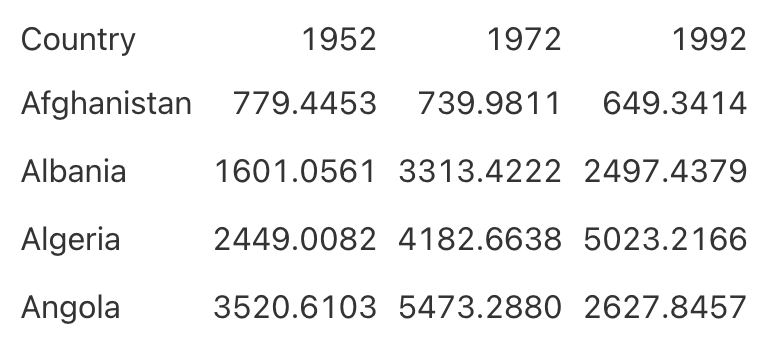 Country 1952 1972 1992
Afghanistan 779.4453 739.9811 649.3414
Albania 1601.0561 3313.4222 2497.4379
Algeria 2449.0082 4182.6638 5023.2166
Angola 3520.6103 5473.2880 2627.8457